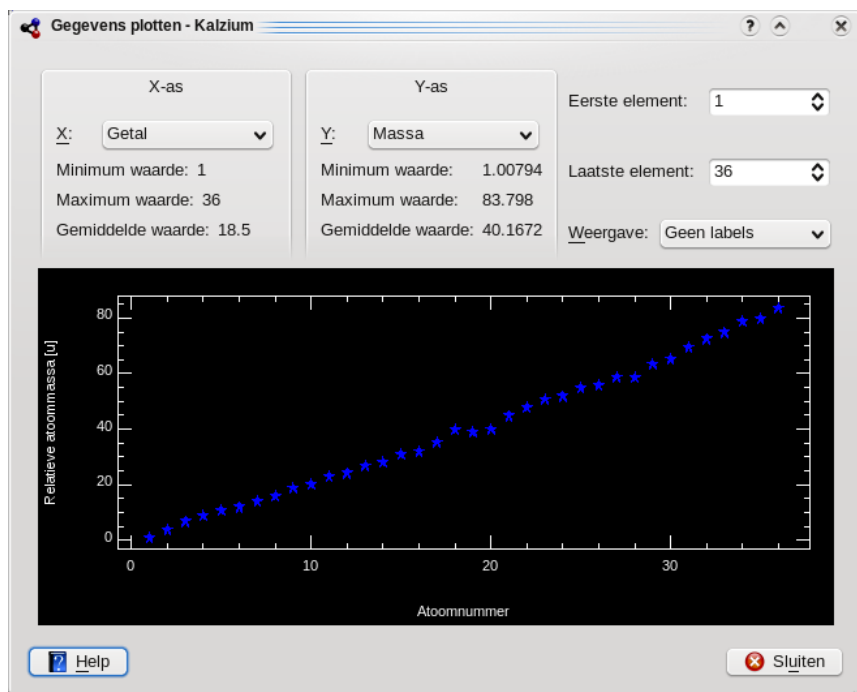 Gegevens plotten - Kalzium
X-as
X: Getal
Minimum waarde: 1
Maximum waarde: 36
Gemiddelde waarde: 18.5
Y-as
Y: Massa
Minimum waarde: 1.00794
Maximum waarde: 83.798
Gemiddelde waarde: 40.1672
Eerste element: 1
Laatste element: 36
Weergave: Geen labels
Relatieve atoommassa [u]
80
60
40
20
0
0 10 20 30
Atoomnummer
Help
Sluiten